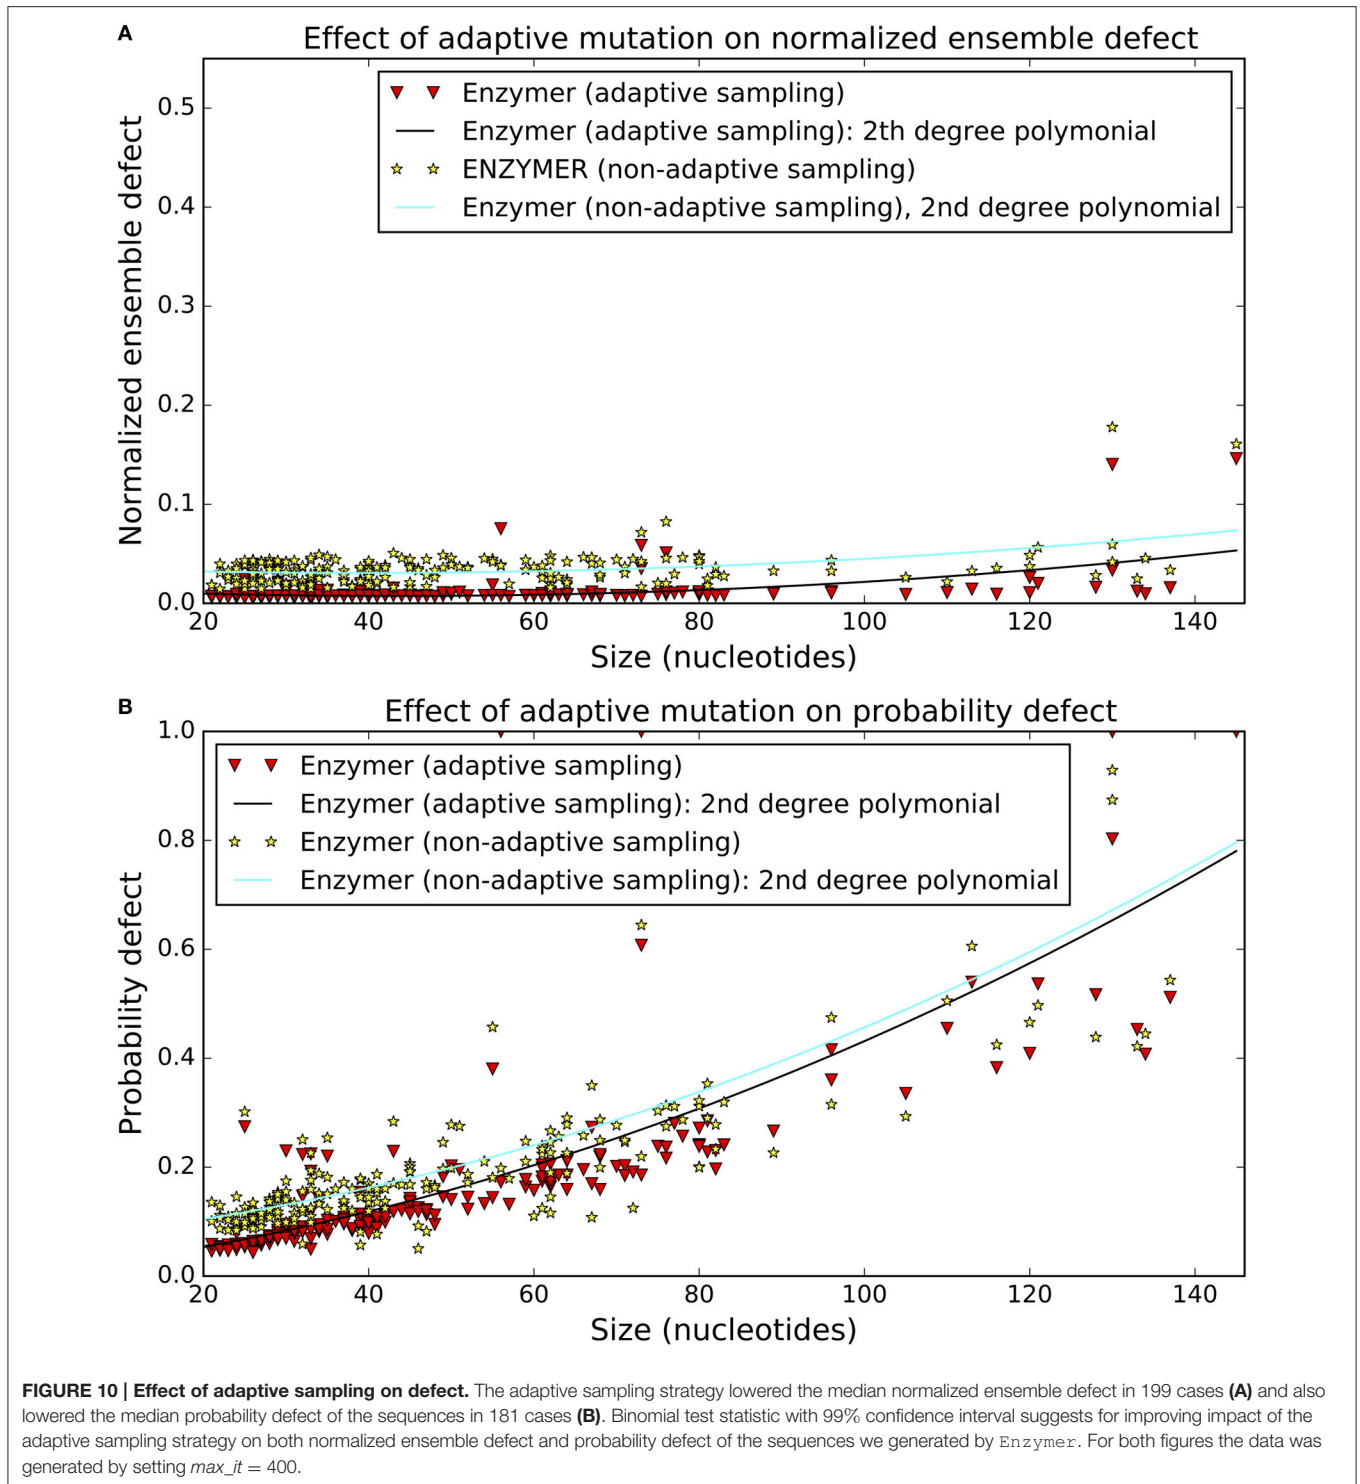 A
Effect of adaptive mutation on normalized ensemble defect
Enzymer (adaptive sampling)
Enzymer (adaptive sampling): 2th degree polymonial
ENZYMER (non-adaptive sampling)
Enzymer (non-adaptive sampling), 2nd degree polynomial
Normalized ensemble defect
0.5
0.4
0.3
0.2
0.1
0.0
20 40 60 80 100 120 140
Size (nucleotides)
B
Effect of adaptive mutation on probability defect
Enzymer (adaptive sampling)
Enzymer (adaptive sampling): 2nd degree polymonial
Enzymer (non-adaptive sampling)
Enzymer (non-adaptive sampling): 2nd degree polynomial
Probability defect
1.0
0.8
0.6
0.4
0.2
0.0
20 40 60 80 100 120 140
Size (nucleotides)
FIGURE 10 | Effect of adaptive sampling on defect. The adaptive sampling strategy lowered the median normalized ensemble defect in 199 cases (A) and also
lowered the median probability defect of the sequences in 181 cases (B). Binomial test statistic with 99% confidence interval suggests for improving impact of the
adaptive sampling strategy on both normalized ensemble defect and probability defect of the sequences we generated by Enzymer. For both figures the data was
generated by setting max_it = 400.